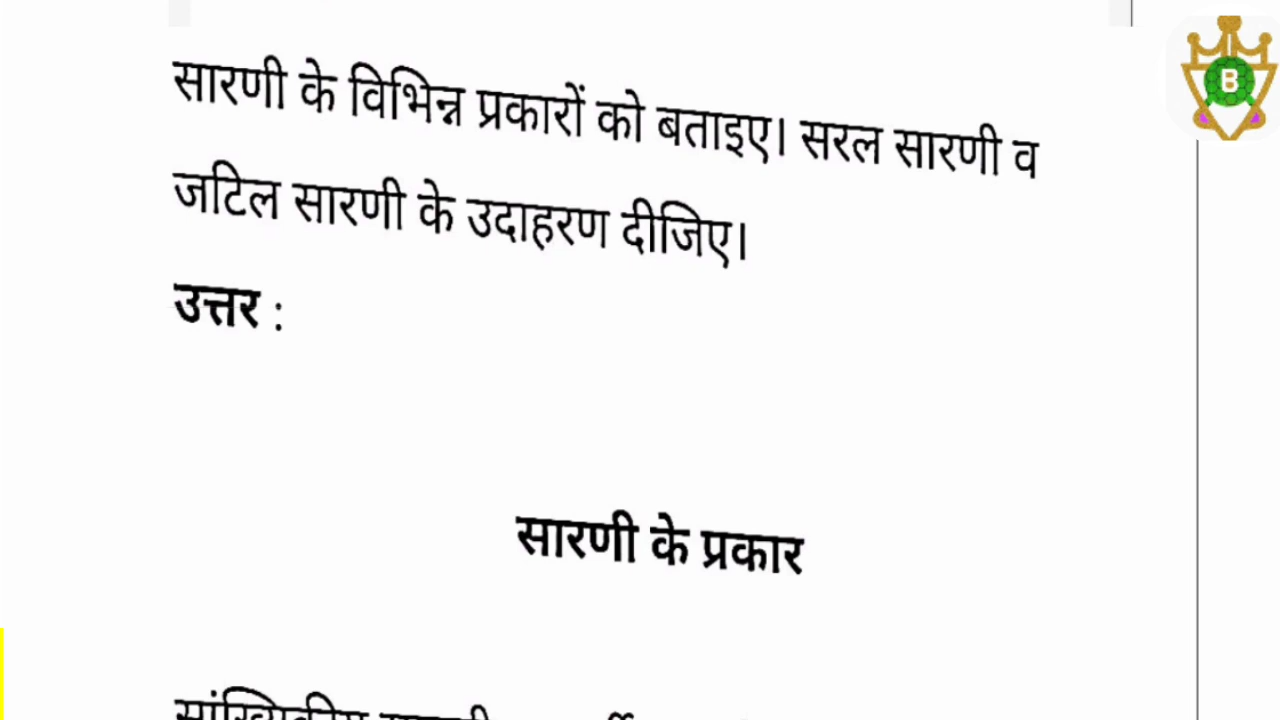 सारणी के विभिन्न प्रकारों को बताइए। सरल सारणी व
जटिल सारणी के उदाहरण दीजिए।
उत्तर :
सारणी के प्रकार
B